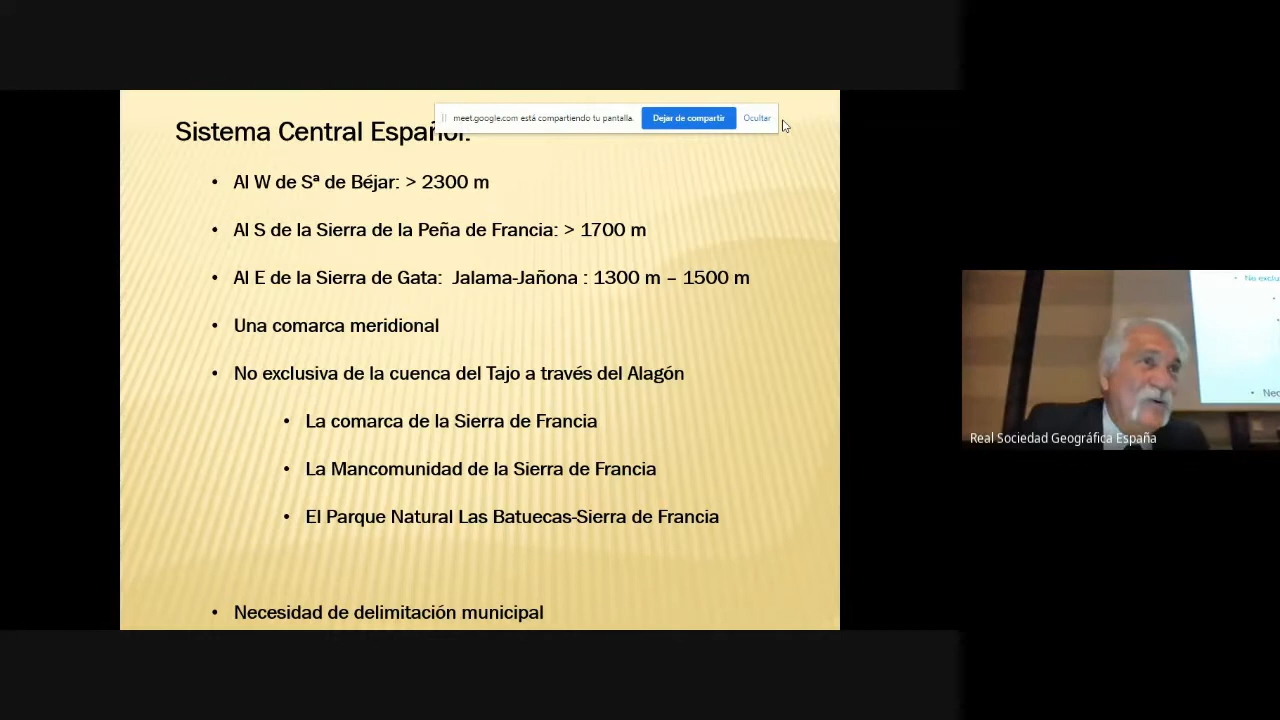 meet.google.com está compartiendo tu pantalla.
Dejar de compartir
Ocultar
Sistema Central Español.
• Al W de Sª de Béjar: > 2300 m
• Al S de la Sierra de la Peña de Francia: > 1700 m
• Al E de la Sierra de Gata: Jalama-Jañona : 1300 m – 1500 m
• Una comarca meridional
• No exclusiva de la cuenca del Tajo a través del Alagón
• La comarca de la Sierra de Francia
• La Mancomunidad de la Sierra de Francia
• El Parque Natural Las Batuecas-Sierra de Francia
• Necesidad de delimitación municipal
• No exclu
• Nec
Real Sociedad Geográfica España